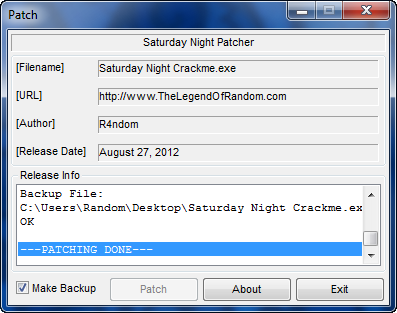 Patch
Saturday Night Patcher
[Filename] Saturday Night Crackme.exe
[URL] http://www.TheLegendOfRandom.com
[Author] R4ndom
[Release Date] August 27, 2012
Release Info
Backup File:
C:\Users\Random\Desktop\Saturday Night Crackme.ex
OK
---PATCHING DONE---
Make Backup Patch About Exit